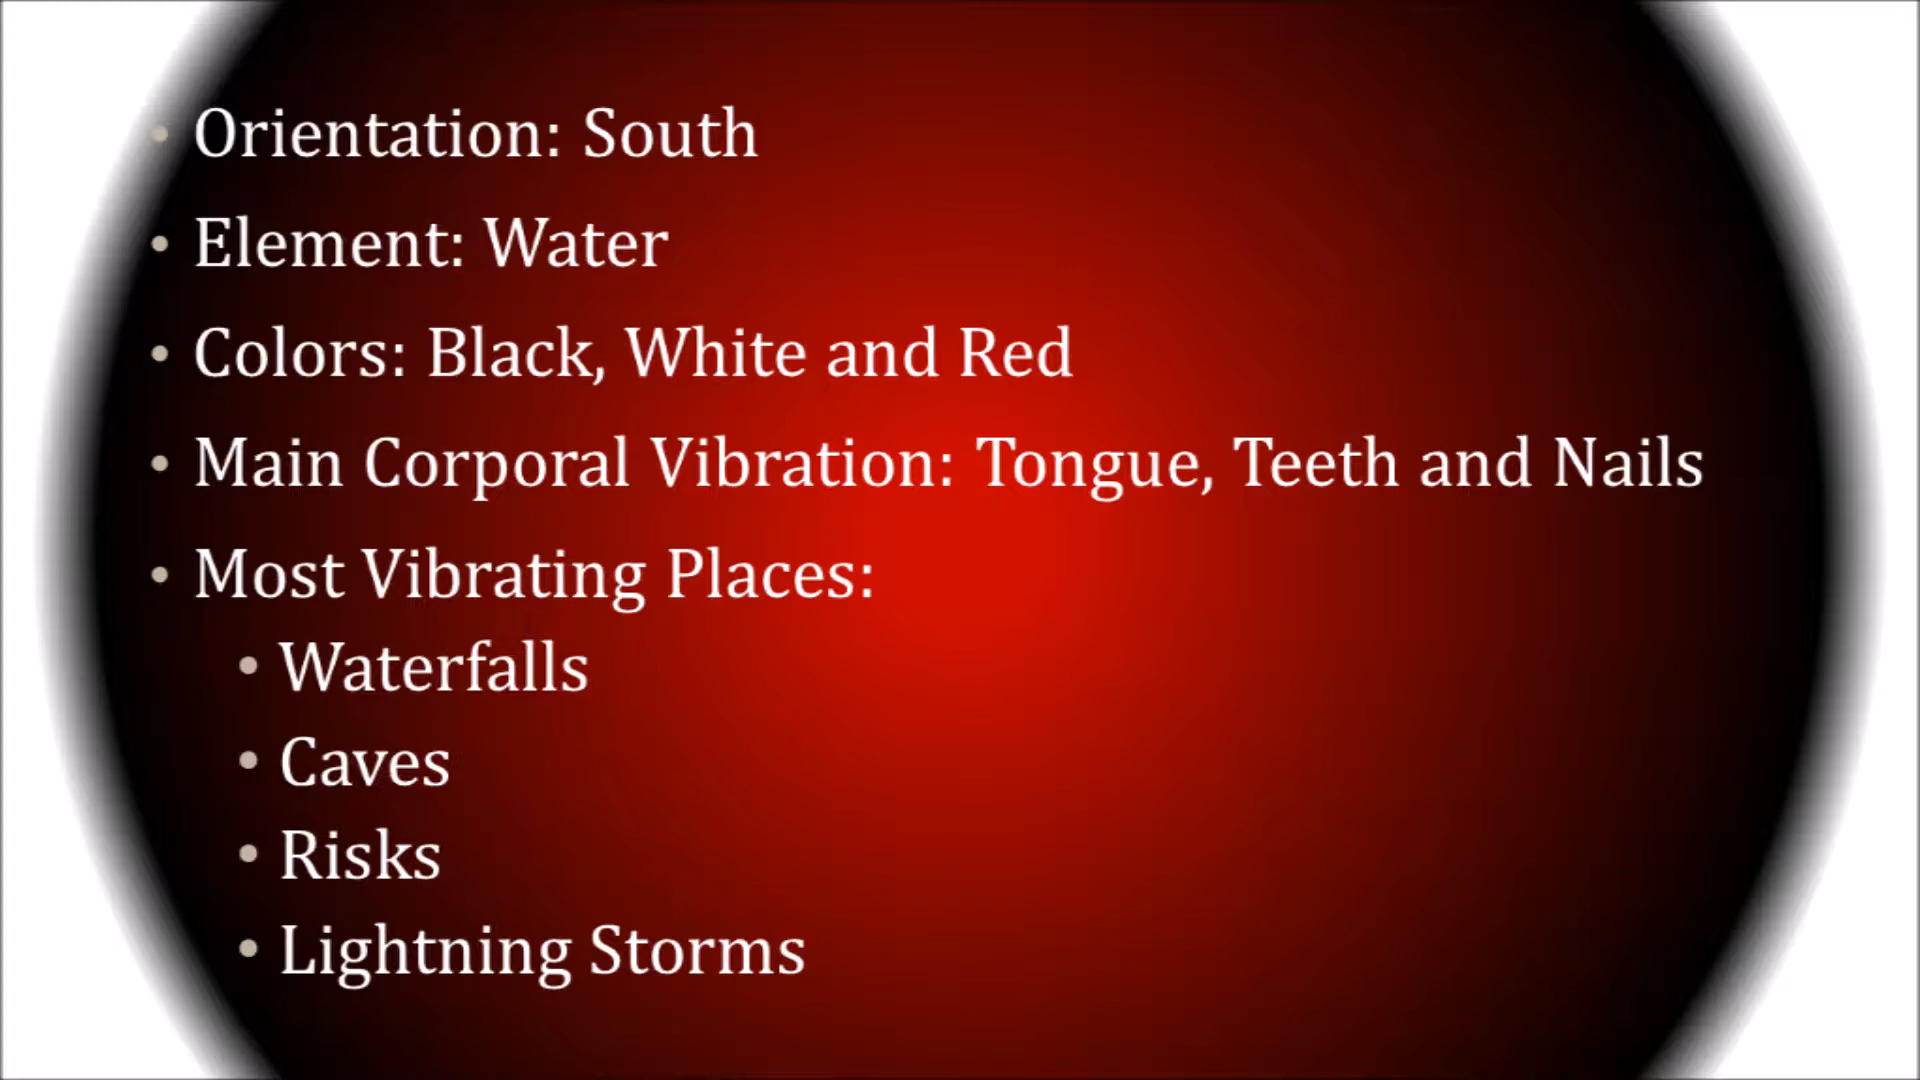 • Orientation: South
• Element: Water
• Colors: Black, White and Red
• Main Corporal Vibration: Tongue, Teeth and Nails
• Most Vibrating Places:
• Waterfalls
• Caves
• Risks
• Lightning Storms